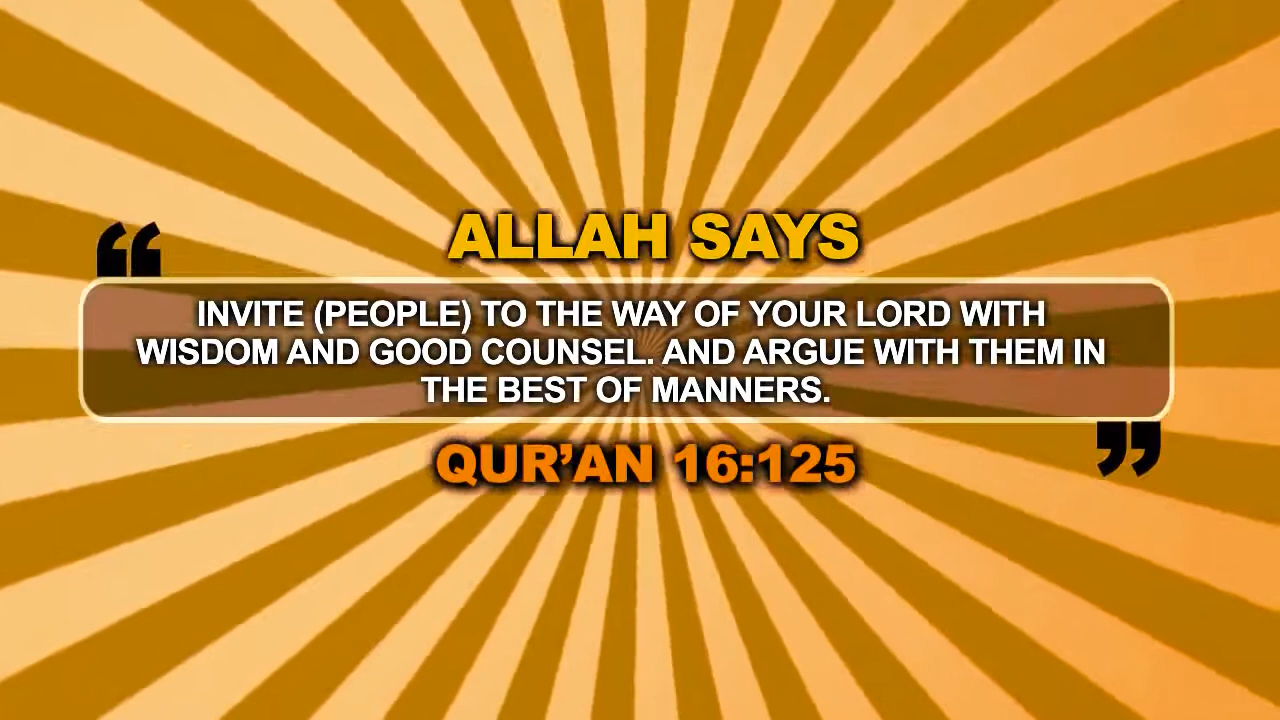 ALLAH SAYS
“
INVITE (PEOPLE) TO THE WAY OF YOUR LORD WITH
WISDOM AND GOOD COUNSEL. AND ARGUE WITH THEM IN
THE BEST OF MANNERS.
”
QUR’AN 16:125